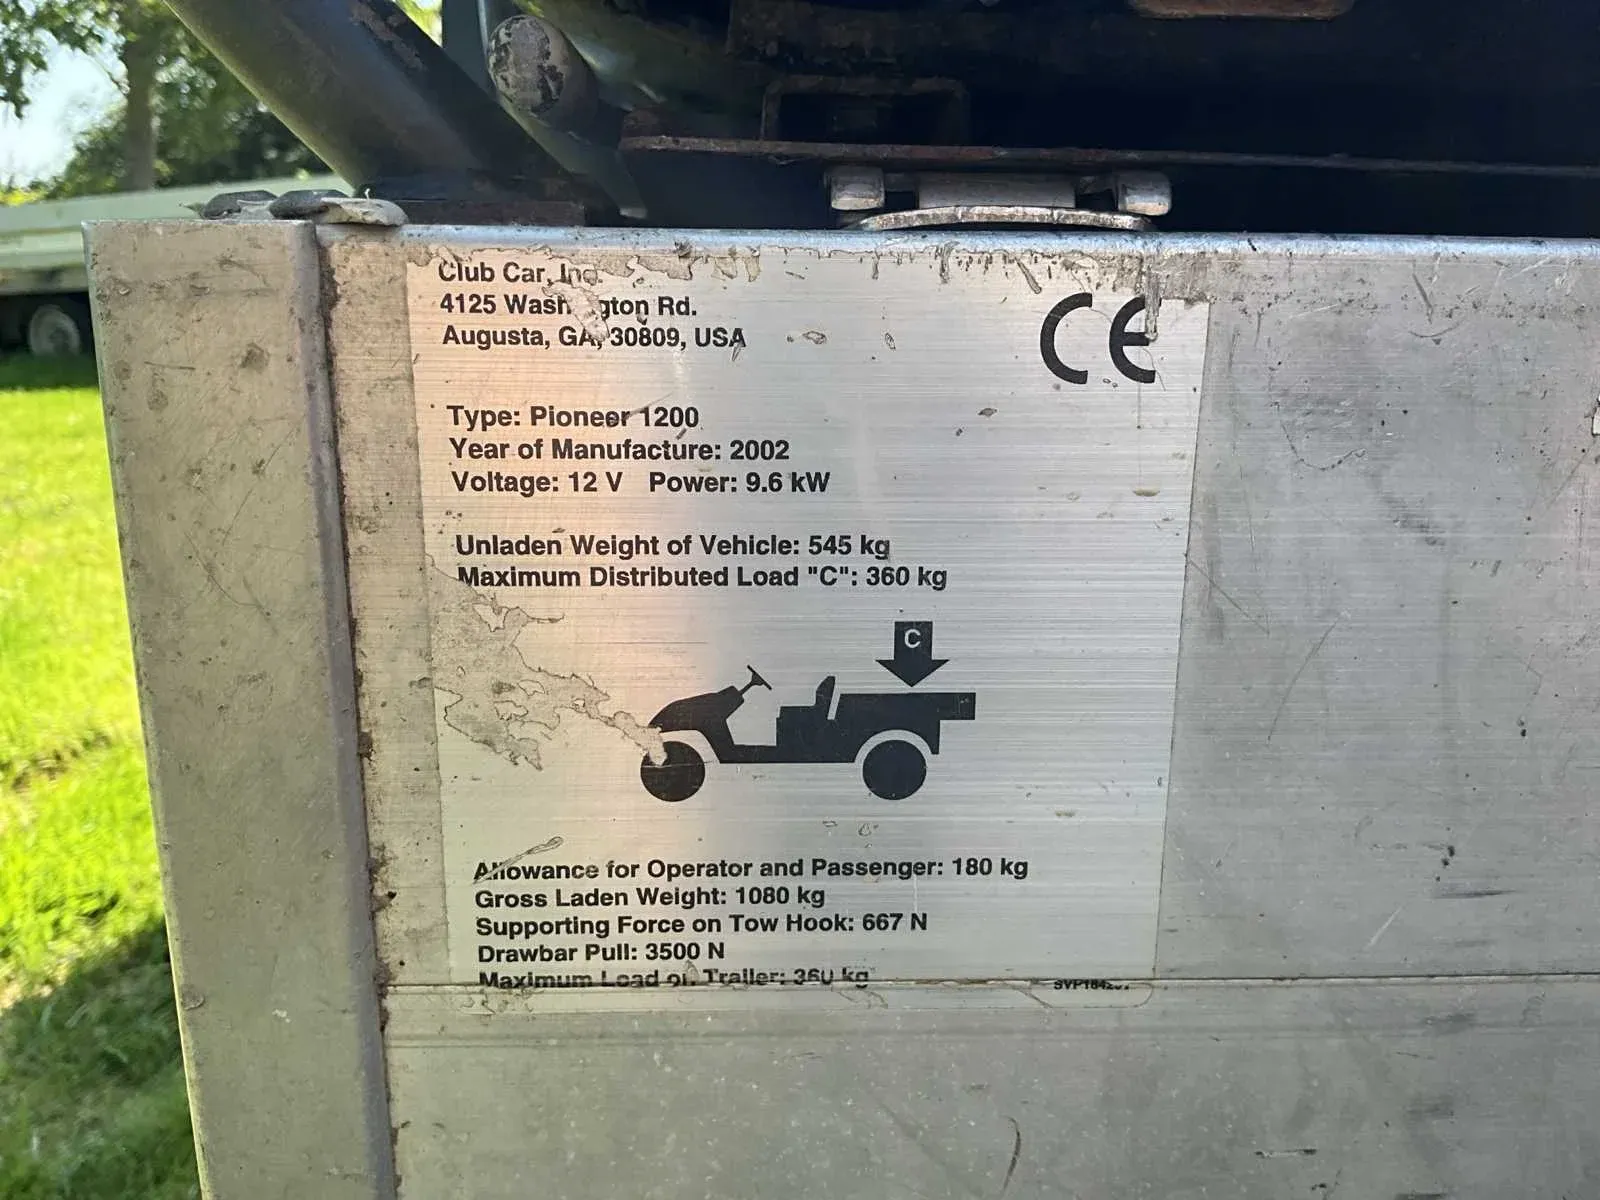 Club Car, Inc.
4125 Washington Rd.
Augusta, GA, 30809, USA
CE
Type: Pioneer 1200
Year of Manufacture: 2002
Voltage: 12 V Power: 9.6 kW
Unladen Weight of Vehicle: 545 kg
Maximum Distributed Load "C": 360 kg
C
Allowance for Operator and Passenger: 180 kg
Gross Laden Weight: 1080 kg
Supporting Force on Tow Hook: 667 N
Drawbar Pull: 3500 N
Maximum Load on Trailer: 360 kg